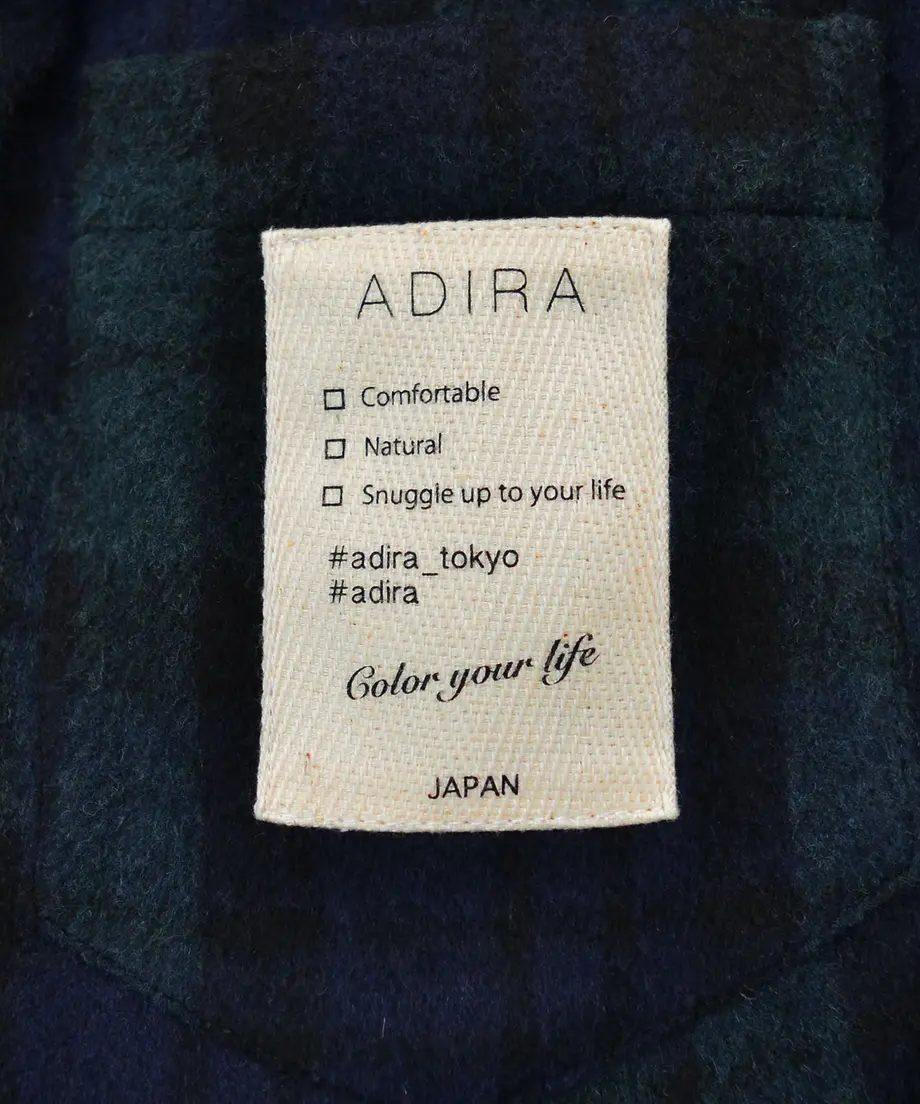 ADIRA
☐ Comfortable
☐ Natural
☐ Snuggle up to your life
#adira_tokyo
#adira
Color your life
JAPAN